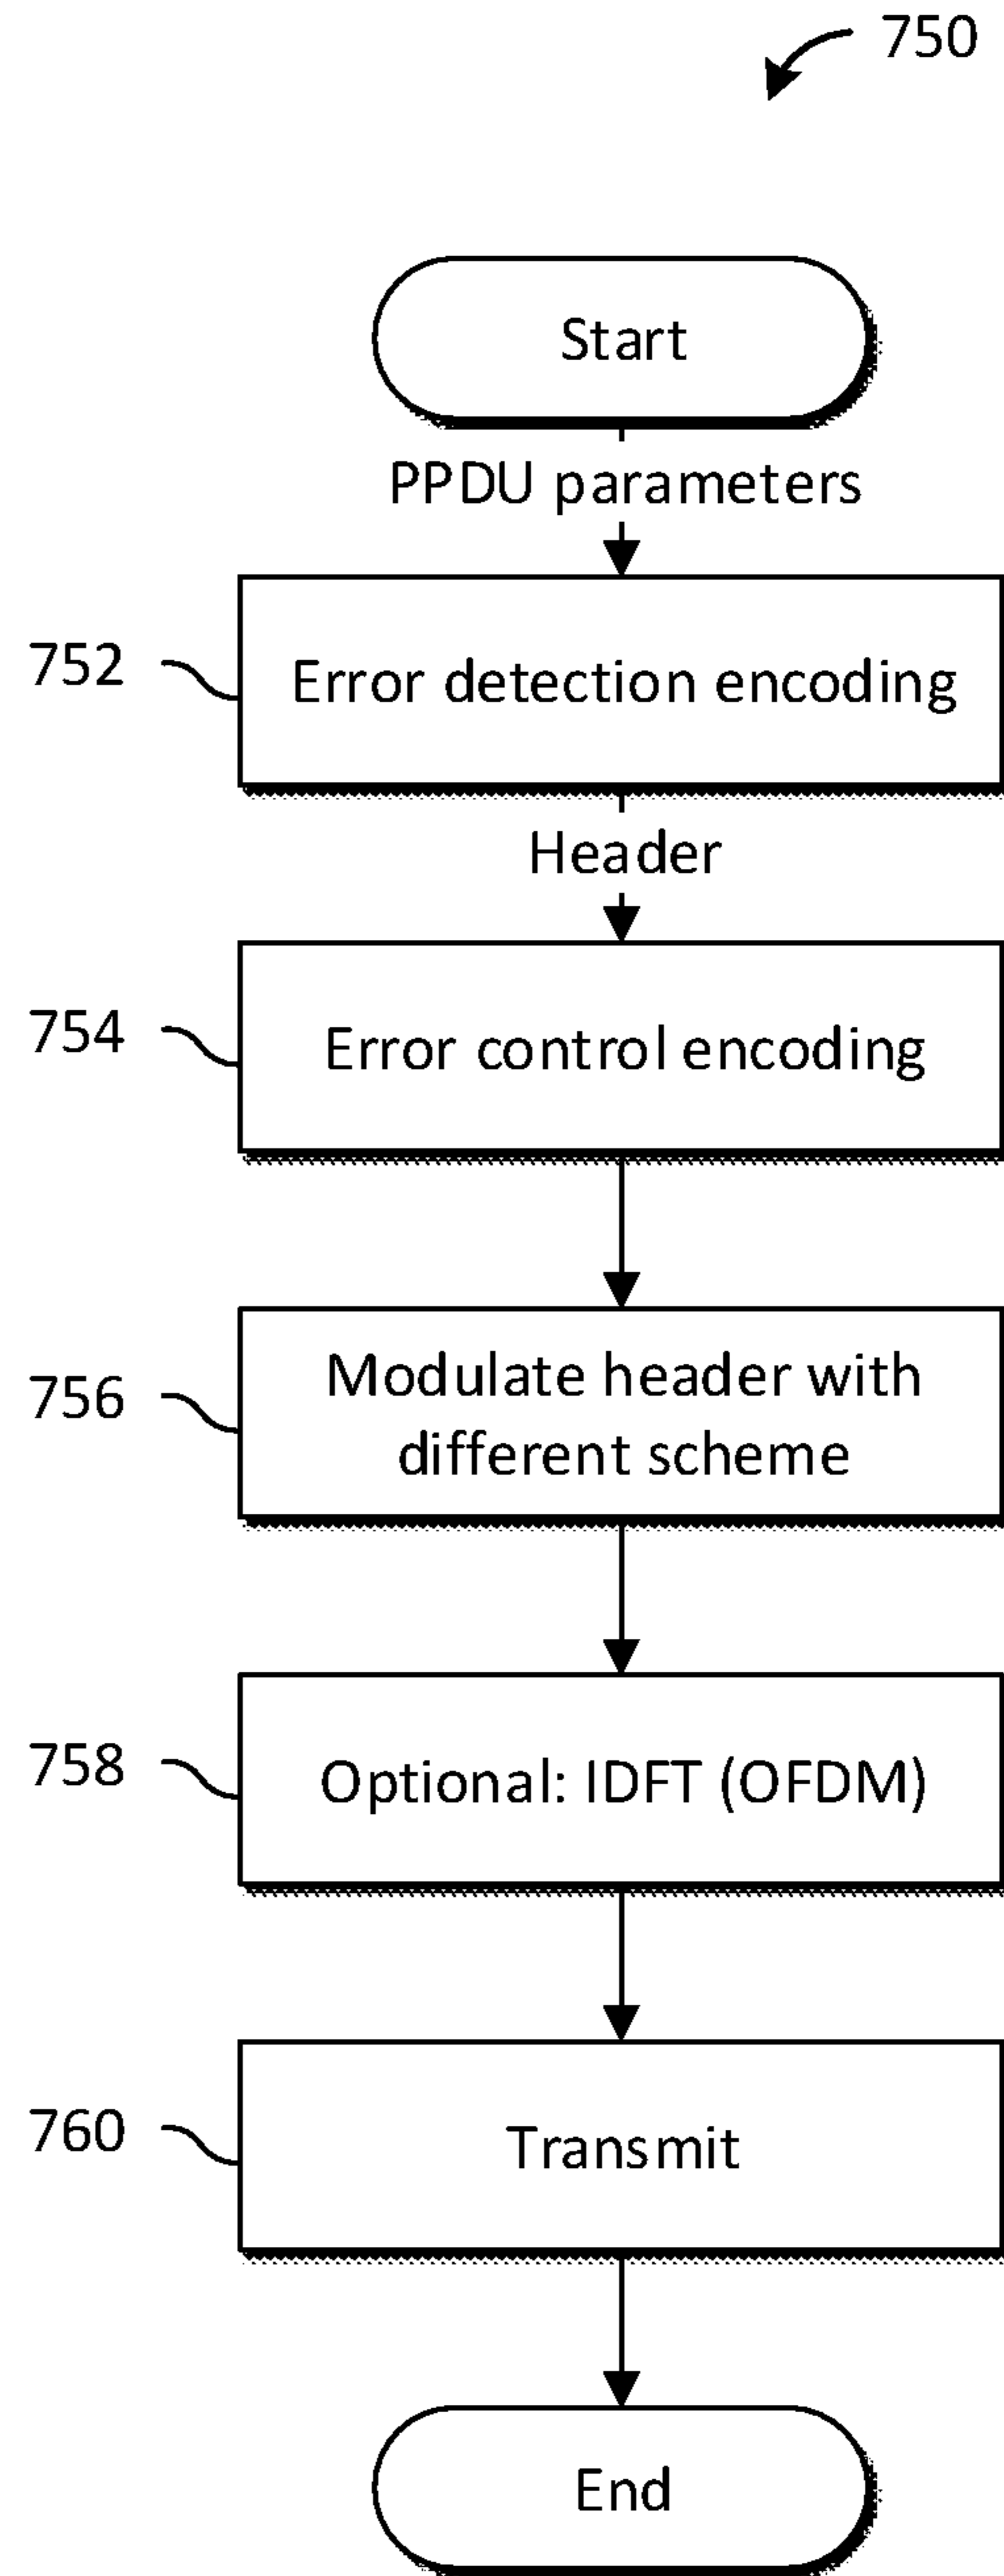 750
Start
PPDU parameters
752
Error detection encoding
Header
754
Error control encoding
756
Modulate header with
different scheme
758
Optional: IDFT (OFDM)
760
Transmit
End